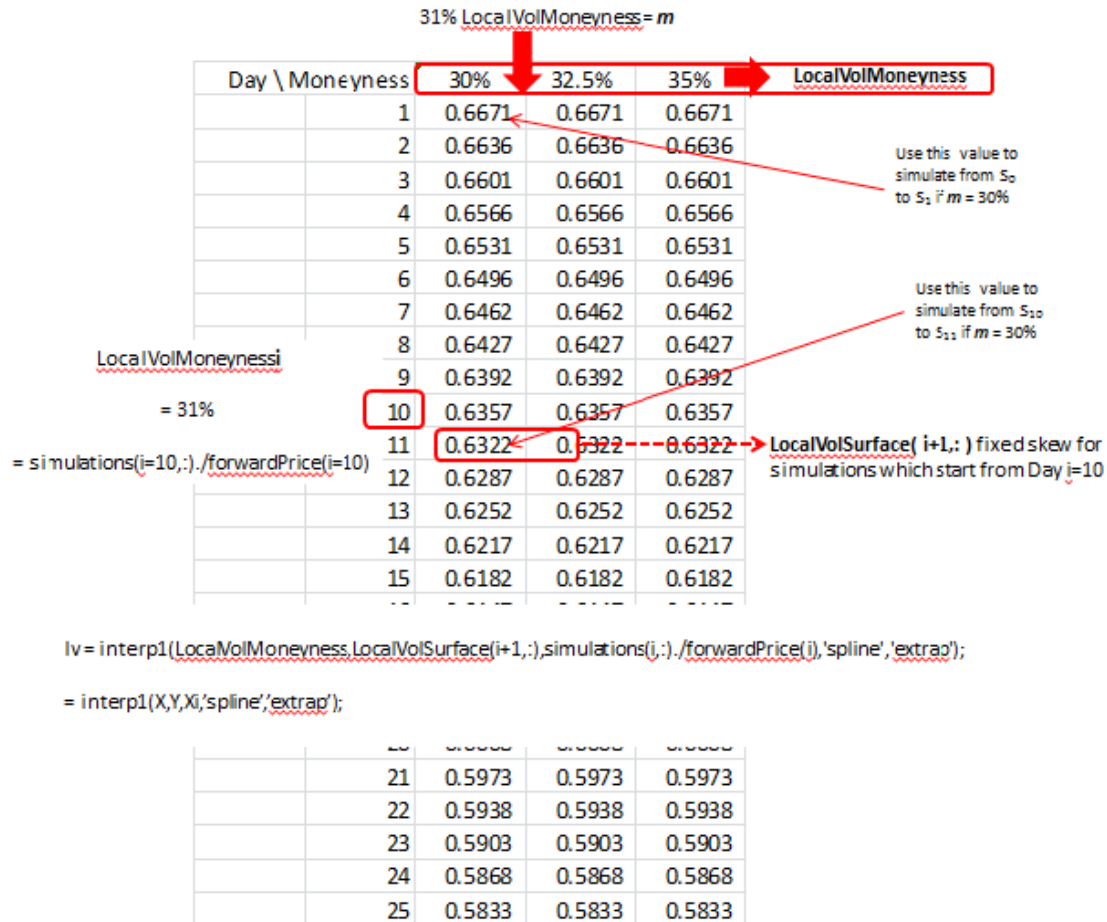 31% LocalVolMoneyness= m
Day \ Moneyness 30% 32.5% 35% LocalVolMoneyness
1 0.6671 0.6671 0.6671
2 0.6636 0.6636 0.6636
3 0.6601 0.6601 0.6601
4 0.6566 0.6566 0.6566
5 0.6531 0.6531 0.6531
6 0.6496 0.6496 0.6496
7 0.6462 0.6462 0.6462
8 0.6427 0.6427 0.6427
9 0.6392 0.6392 0.6392
10 0.6357 0.6357 0.6357
11 0.6322 0.6322 0.6322
12 0.6287 0.6287 0.6287
13 0.6252 0.6252 0.6252
14 0.6217 0.6217 0.6217
15 0.6182 0.6182 0.6182
Use this value to
simulate from S₀
to S₁ if m = 30%
Use this value to
simulate from S₁₀
to S₁₁ if m = 30%
LocalVolMoneynessi
= 31%
= simulations(i=10,:)./forwardPrice(i=10)
LocalVolSurface( i+1,: ) fixed skew for
simulations which start from Day i=10
lv = interp1(LocalVolMoneyness,LocalVolSurface(i+1,:),simulations(i,:)./forwardPrice(i),'spline','extrap');
= interp1(X,Y,Xi,'spline','extrap');
21 0.5973 0.5973 0.5973
22 0.5938 0.5938 0.5938
23 0.5903 0.5903 0.5903
24 0.5868 0.5868 0.5868
25 0.5833 0.5833 0.5833